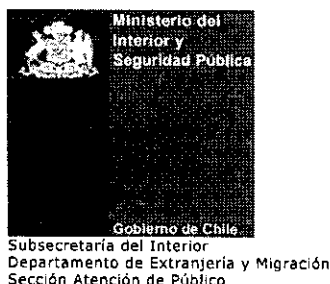 Ministerio del
Interior y
Seguridad Pública
Gobierno de Chile
Subsecretaría del Interior
Departamento de Extranjería y Migración
Sección Atención de Público